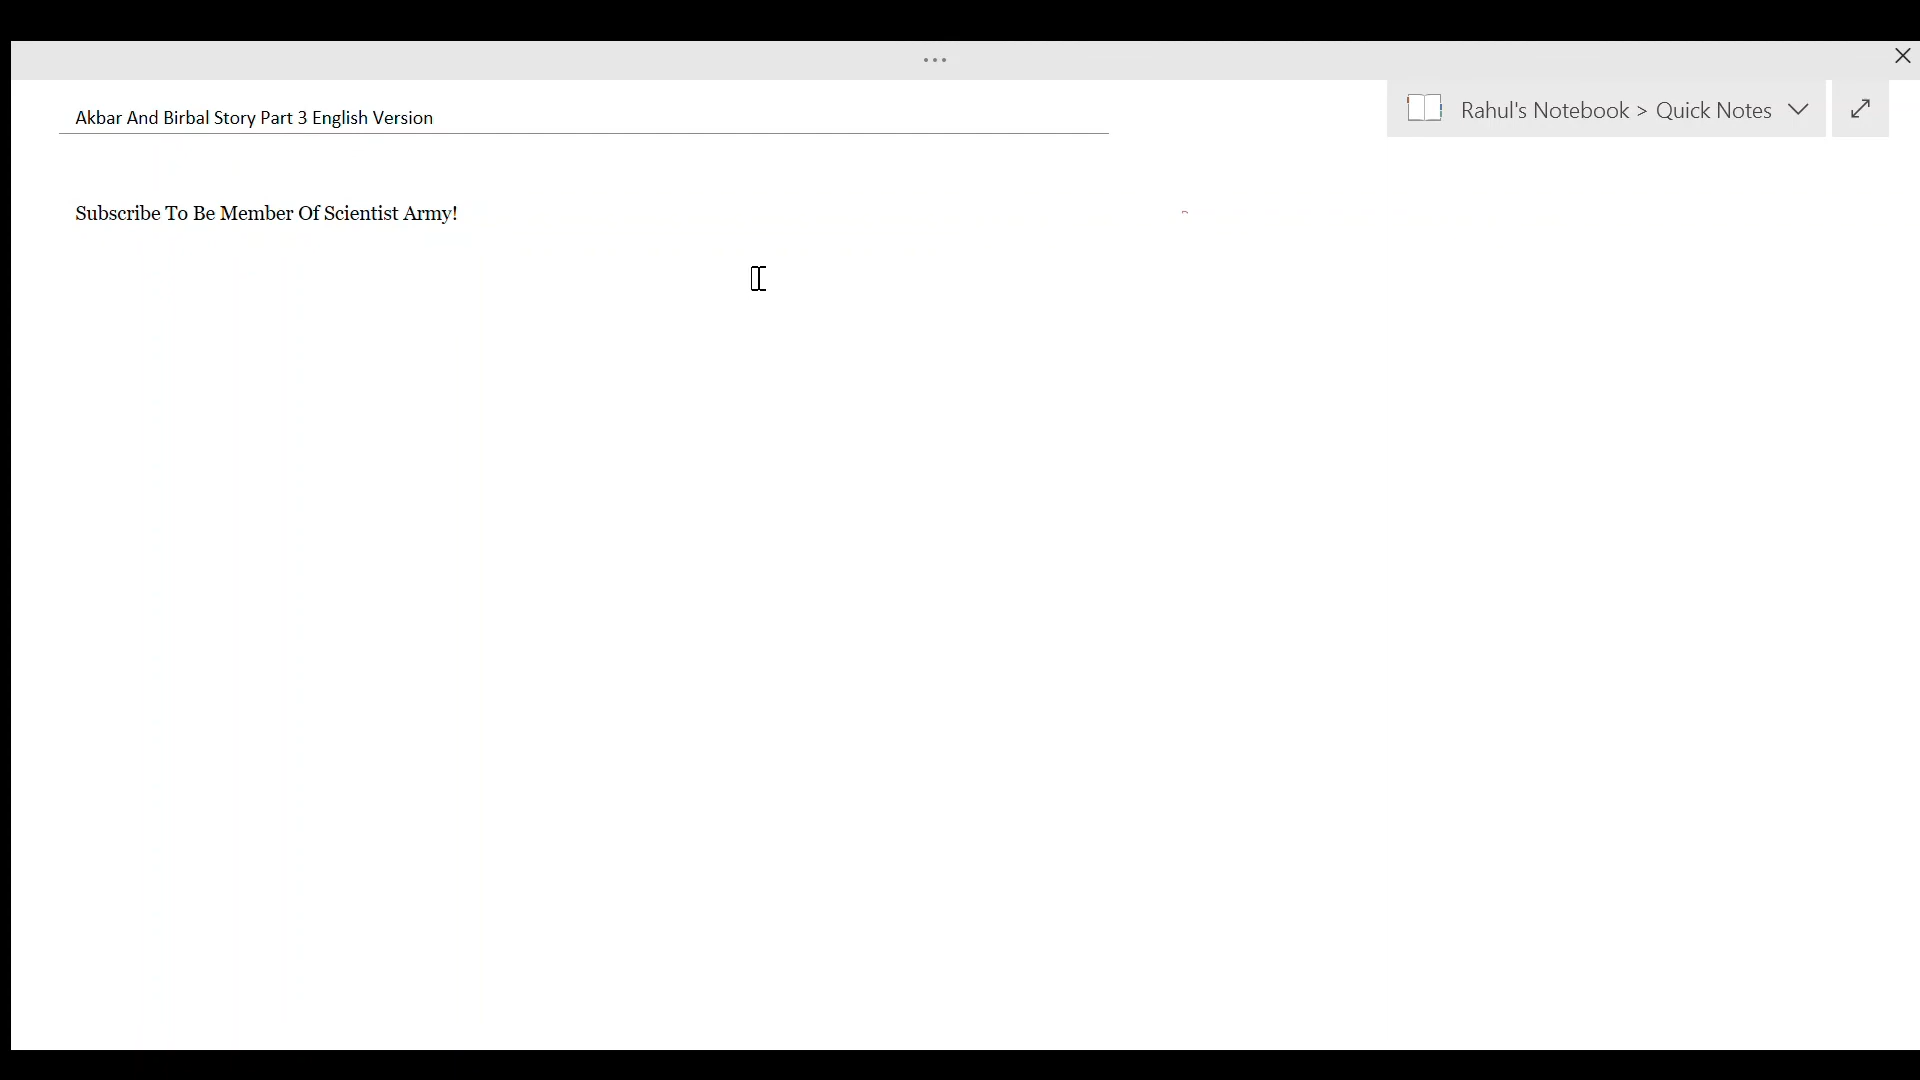 Akbar And Birbal Story Part 3 English Version
Rahul's Notebook > Quick Notes
Subscribe To Be Member Of Scientist Army!